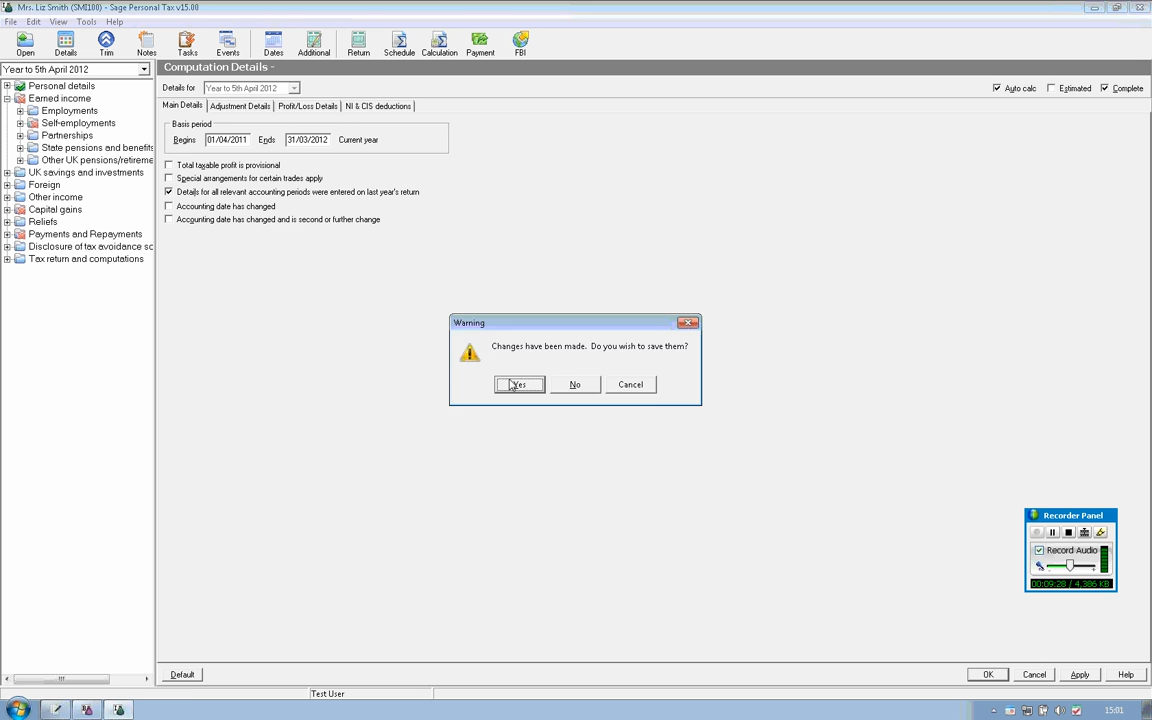 Mrs. Liz Smith (SMI100) - Sage Personal Tax v15.00
File Edit View Tools Help
Open Details Trim Notes Tasks Events Dates Additional Return Schedule Calculation Payment FBI
Year to 5th April 2012
Computation Details -
Personal details
Earned income
Employments
Self-employments
Partnerships
State pensions and benefits
Other UK pensions/retireme
UK savings and investments
Foreign
Other income
Capital gains
Reliefs
Payments and Repayments
Disclosure of tax avoidance sc
Tax return and computations
Details for Year to 5th April 2012
Auto calc Estimated Complete
Main Details Adjustment Details Profit/Loss Details NI & CIS deductions
Basis period
Begins 01/04/2011 Ends 31/03/2012 Current year
Total taxable profit is provisional
Special arrangements for certain trades apply
Details for all relevant accounting periods were entered on last year's return
Accounting date has changed
Accounting date has changed and is second or further change
Warning
Changes have been made. Do you wish to save them?
Yes No Cancel
Recorder Panel
Record Audio
00:09:28 / 4,386 KB
Default
OK Cancel Apply Help
Test User
15:01